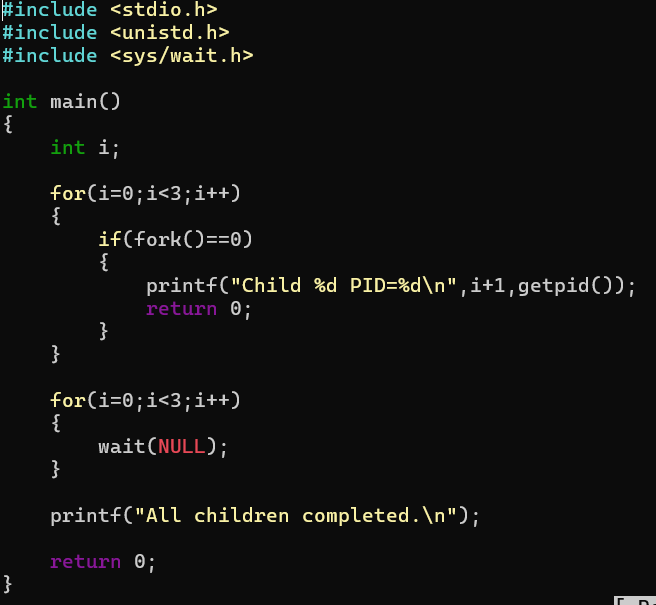 #include <stdio.h>
#include <unistd.h>
#include <sys/wait.h>

int main()
{
    int i;

    for(i=0;i<3;i++)
    {
        if(fork()==0)
        {
            printf("Child %d PID=%d\n",i+1,getpid());
            return 0;
        }
    }

    for(i=0;i<3;i++)
    {
        wait(NULL);
    }

    printf("All children completed.\n");

    return 0;
}